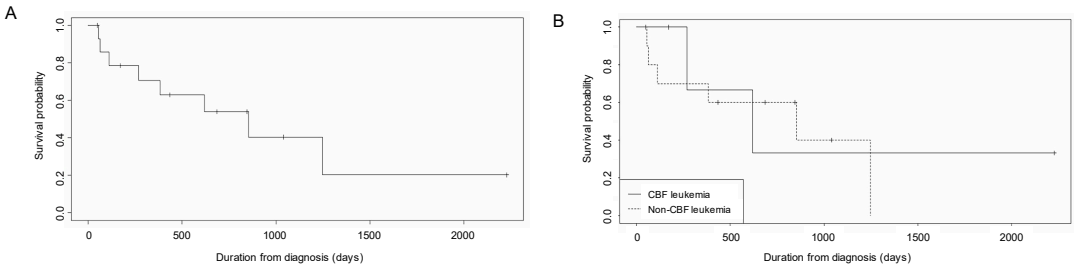 A
Survival probability
1.0
0.8
0.6
0.4
0.2
0.0
0 500 1000 1500 2000
Duration from diagnosis (days)
B
Survival probability
1.0
0.8
0.6
0.4
0.2
0.0
CBF leukemia
Non-CBF leukemia
0 500 1000 1500 2000
Duration from diagnosis (days)